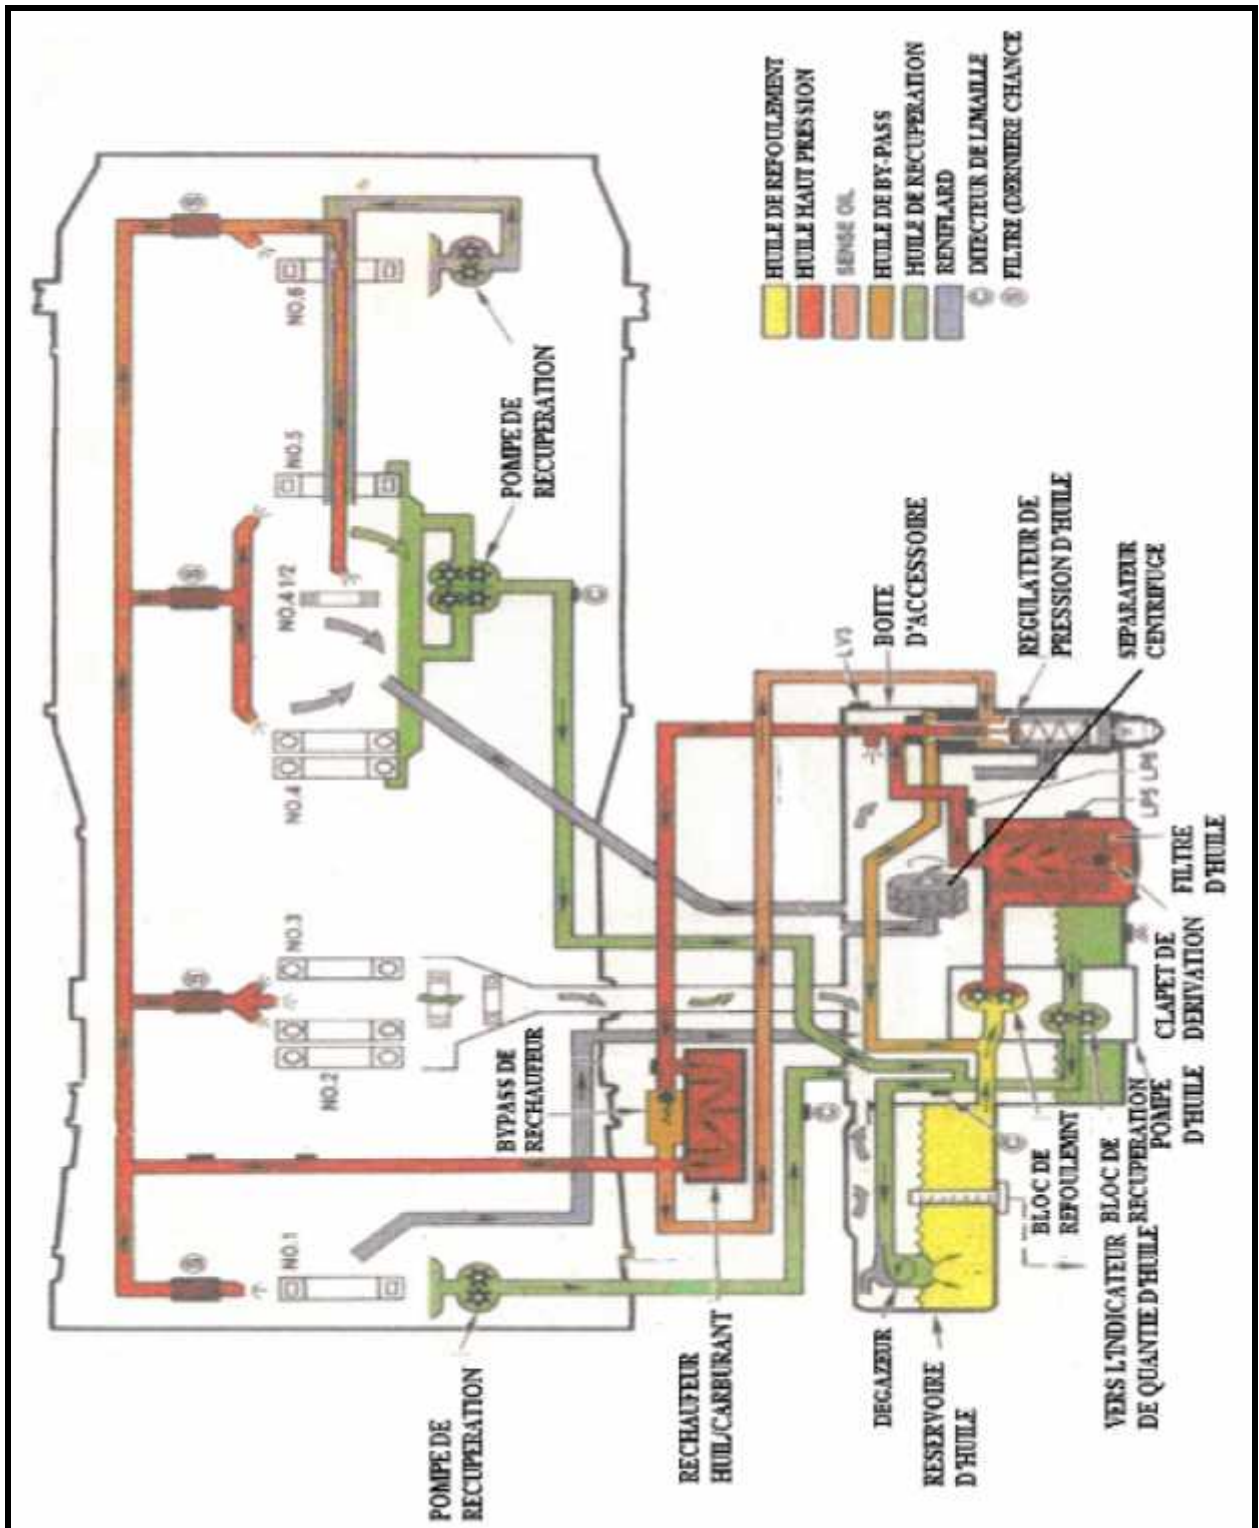 HUILE DE REFOULEMENT
HUILE HAUT PRESSION
SENSE OIL
HUILE DE BY-PASS
HUILE DE RECUPERATION
RENIFLARD
C DETECTEUR DE LIMAILLE
S FILTRE (DERNIERE CHANCE
S
S
S
S
NO.1
NO.2
NO.3
NO.4
NO.4 1/2
NO.5
NO.6
POMPE DE
RECUPERATION
POMPE DE
RECUPERATION
C
C
C
BYPASS DE
RECHAUFEUR
RECHAUFEUR
HUIL/CARBURANT
POMPE DE
RECUPERATION
LV3
BOITE
D'ACCESSOIRE
REGULATEUR DE
PRESSION D'HUILE
SEPARATEUR
CENTRIFUGE
LP5 LP6
FILTRE
D'HUILE
CLAPET DE
DERIVATION
POMPE
D'HUILE
BLOC DE
RECUPERATION
BLOC DE
REFOULEMNT
VERS L'INDICATEUR
DE QUANTIE D'HUILE
DEGAZEUR
RESERVOIRE
D'HUILE